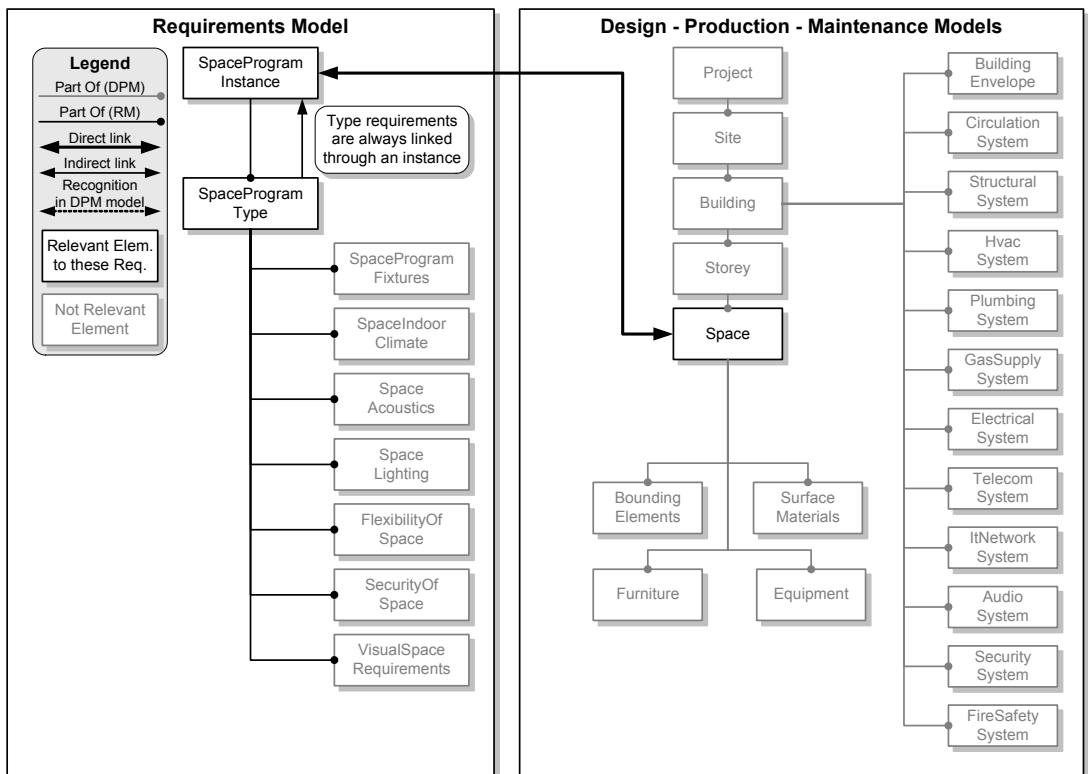 Requirements Model
Legend
Part Of (DPM)
Part Of (RM)
Direct link
Indirect link
Recognition
in DPM model
Relevant Elem.
to these Req.
Not Relevant
Element
SpaceProgram
Instance
Type requirements
are always linked
through an instance
SpaceProgram
Type
SpaceProgram
Fixtures
SpaceIndoor
Climate
Space
Acoustics
Space
Lighting
FlexibilityOf
Space
SecurityOf
Space
VisualSpace
Requirements
Design - Production - Maintenance Models
Project
Site
Building
Storey
Space
Bounding
Elements
Surface
Materials
Furniture
Equipment
Building
Envelope
Circulation
System
Structural
System
Hvac
System
Plumbing
System
GasSupply
System
Electrical
System
Telecom
System
ItNetwork
System
Audio
System
Security
System
FireSafety
System